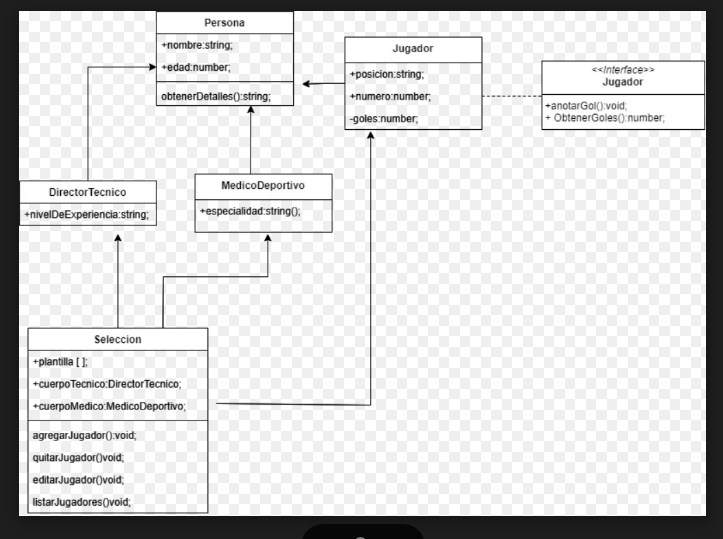 Persona
+nombre:string;
+edad:number;
obtenerDetalles():string;
Jugador
+posicion:string;
+numero:number;
-goles:number;
<<Interface>>
Jugador
+anotarGol():void;
+ ObtenerGoles():number;
DirectorTecnico
+nivelDeExperiencia:string;
MedicoDeportivo
+especialidad:string();
Seleccion
+plantilla [ ];
+cuerpoTecnico:DirectorTecnico;
+cuerpoMedico:MedicoDeportivo;
agregarJugador():void;
quitarJugador()void;
editarJugador()void;
listarJugadores()void;